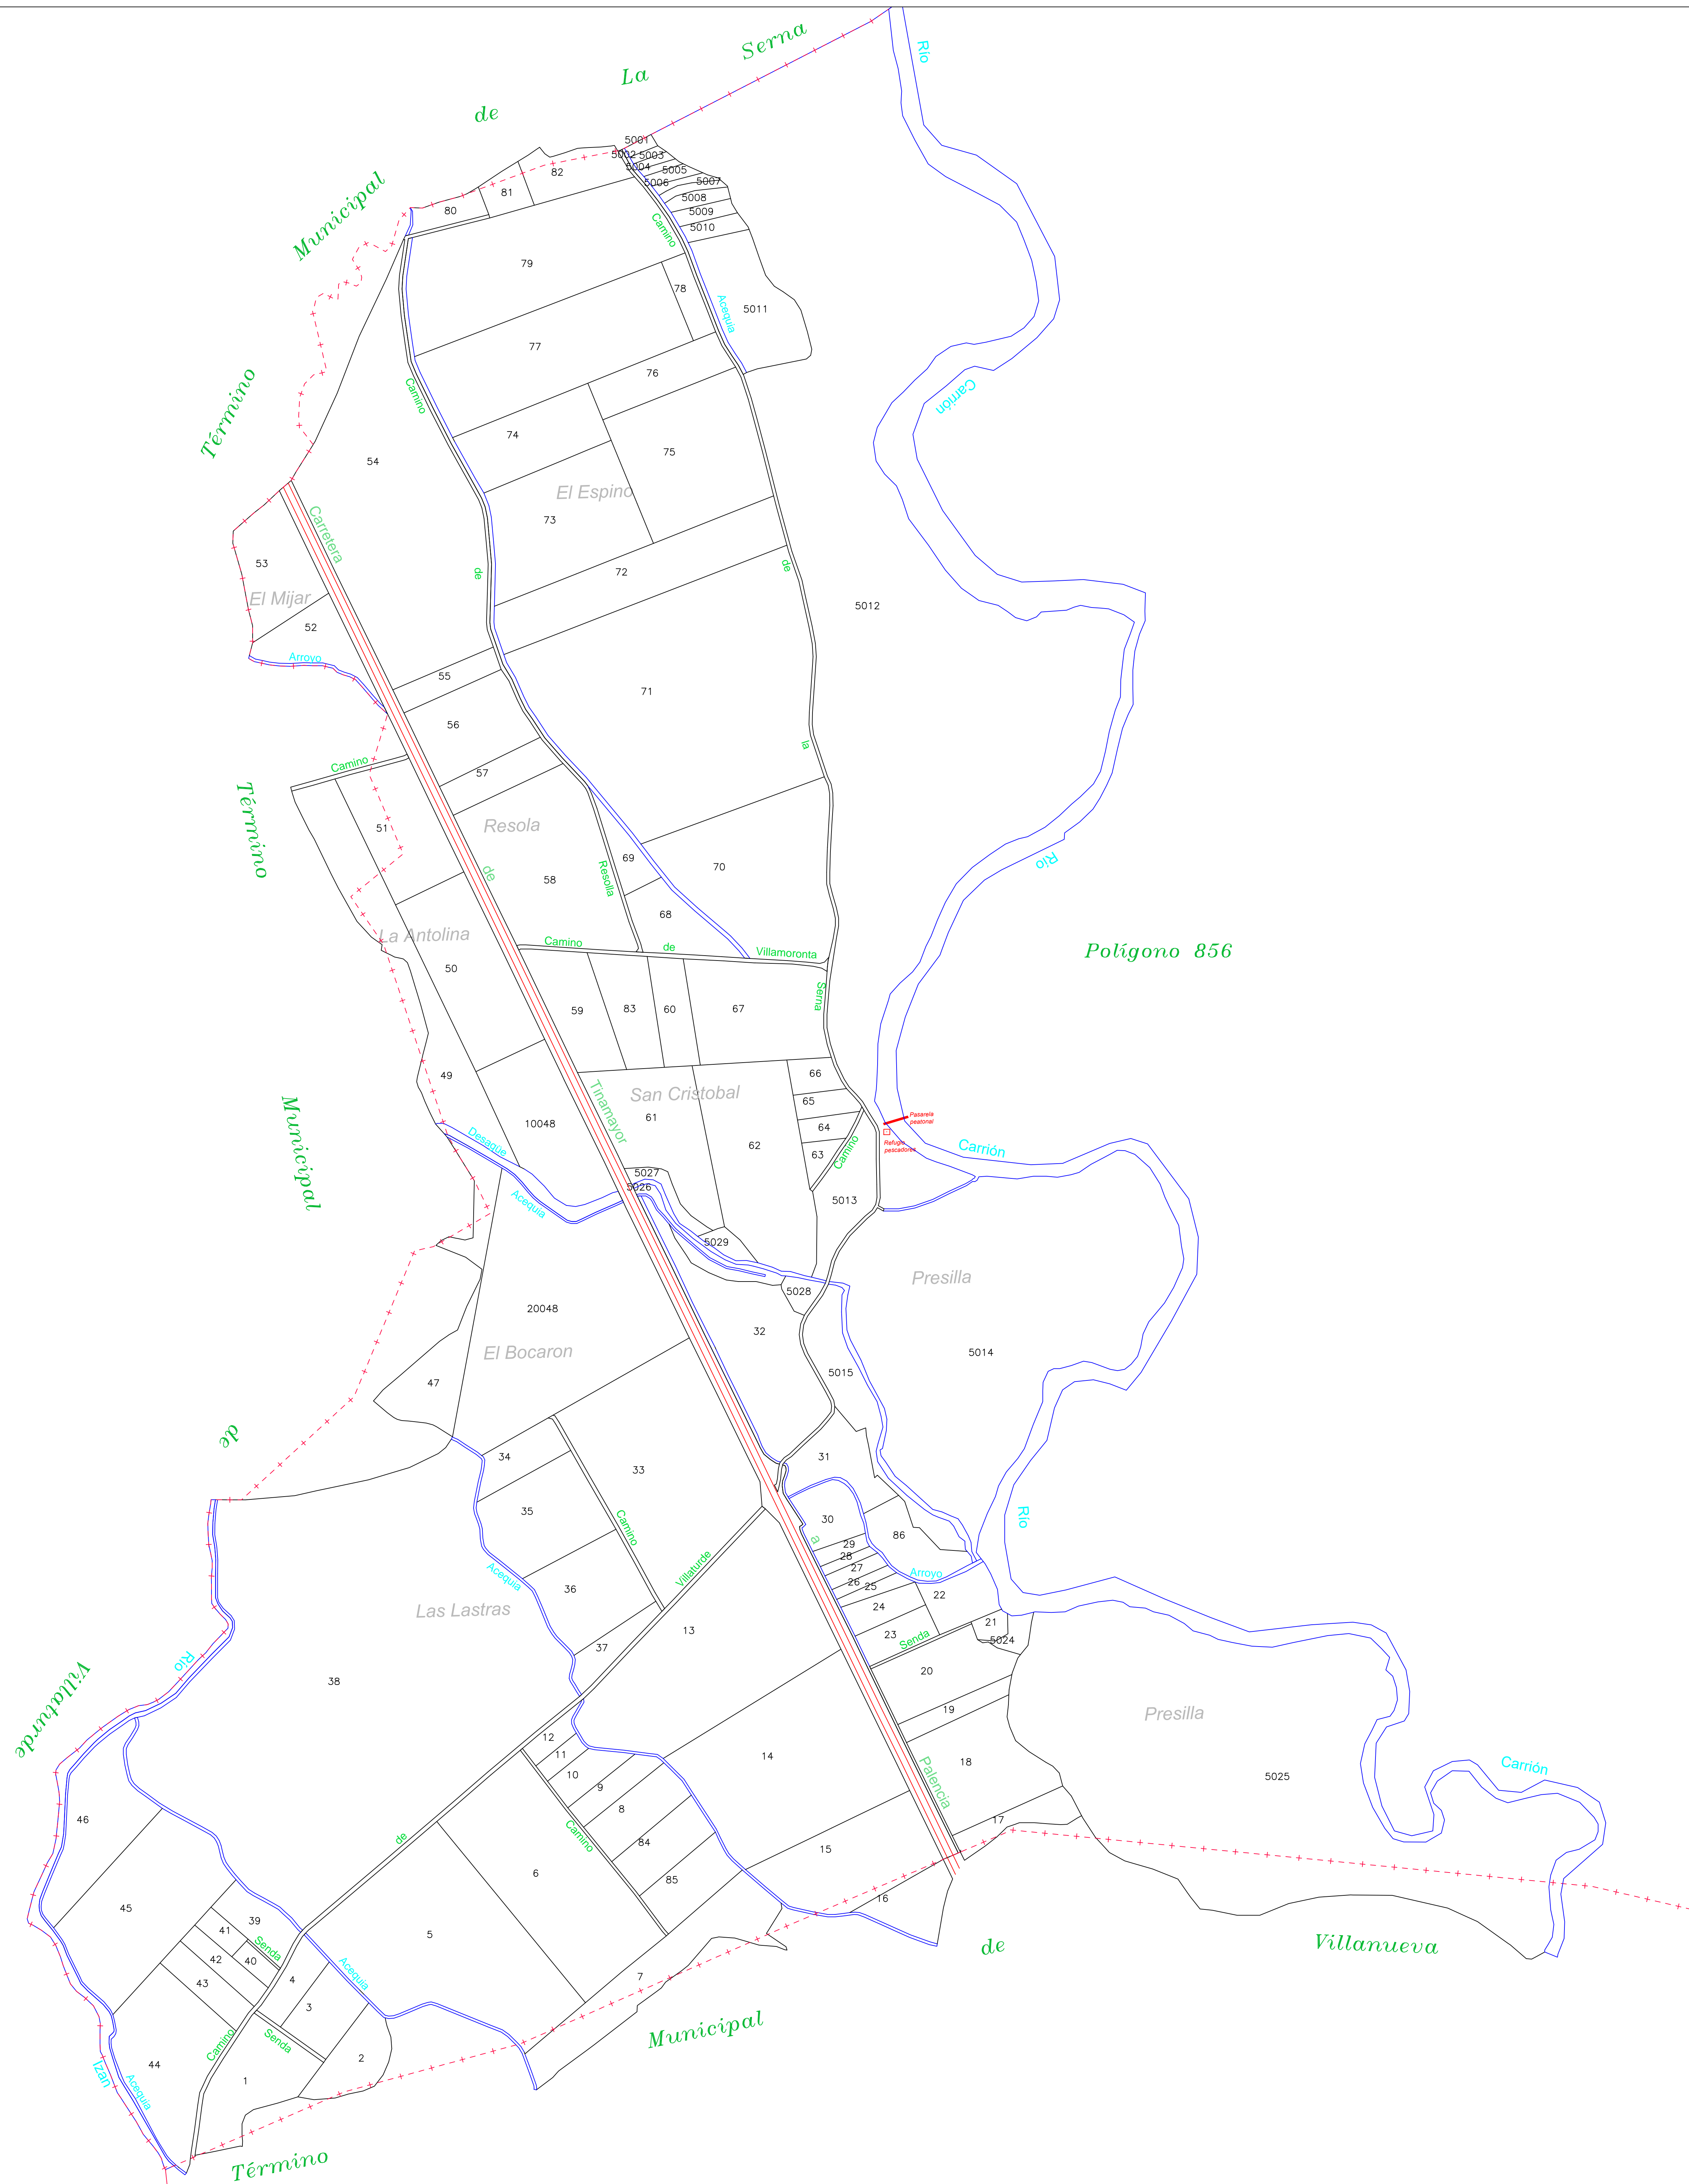 Serna
La
de
Río
Municipal
5001
5002
5003
5004
5005
5006
5007
5008
5009
5010
80
81
82
Camino
79
78
Acequia
5011
77
76
Término
Camino
Carrión
54
74
75
El Espino
73
Carretera
53
de
de
72
El Mijar
52
5012
Arroyo
55
71
56
la
Camino
57
Término
51
Resola
de
58
69
Resolla
70
Río
68
La Antolina
50
Camino
de
Villamoronta
Polígono 856
Serna
59
83
60
67
49
66
65
San Cristobal
61
Tinamayor
Municipal
10048
Desagüe
62
64
63
Camino
Pasarela
peatonal
Refugio
pescadores
Carrión
5027
5026
5013
Acequia
5029
Presilla
5028
20048
32
El Bocaron
5014
5015
47
de
34
33
31
35
30
Camino
a
86
Río
29
28
27
26
25
Arroyo
Acequia
36
Villaturde
24
22
Las Lastras
13
23
Senda
21
5024
37
Río
Villaturde
38
20
19
Presilla
12
11
14
18
10
9
Palencia
Carrión
5025
8
46
Camino
17
de
84
15
6
85
16
45
39
41
Senda
5
42
40
43
4
Acequia
de
Villanueva
3
7
Municipal
Camino
Senda
44
2
Izan
Acequia
1
Término